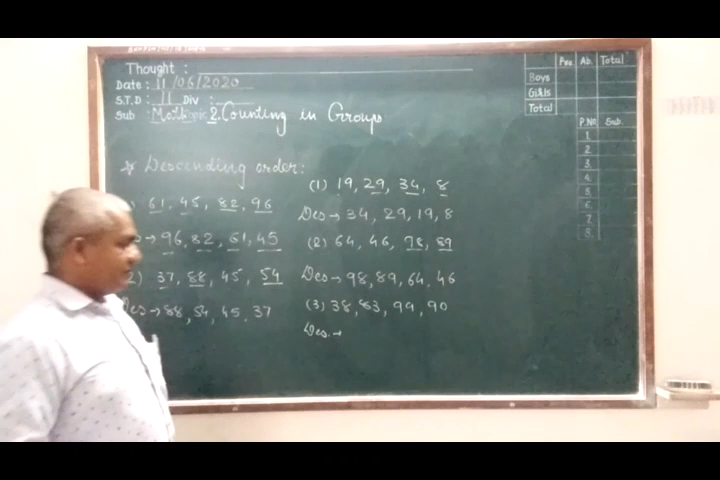 Thought :
Date : 11/06/2020
S.T.D : II Div :
Sub : Math Topic 2. Counting in Groups
Descending order:
61, 45, 82, 96
→ 96, 82, 61, 45
2) 37, 88, 45, 54
Des → 88, 54, 45, 37
(1) 19, 29, 34, 8
Des → 34, 29, 19, 8
(2) 64, 46, 98, 89
Des → 98, 89, 64, 46
(3) 38, 83, 99, 90
Des. →
Pre. Ab. Total
Boys
Girls
Total
P.No. Sub.
1.
2.
3.
4.
5.
6.
7.
8.